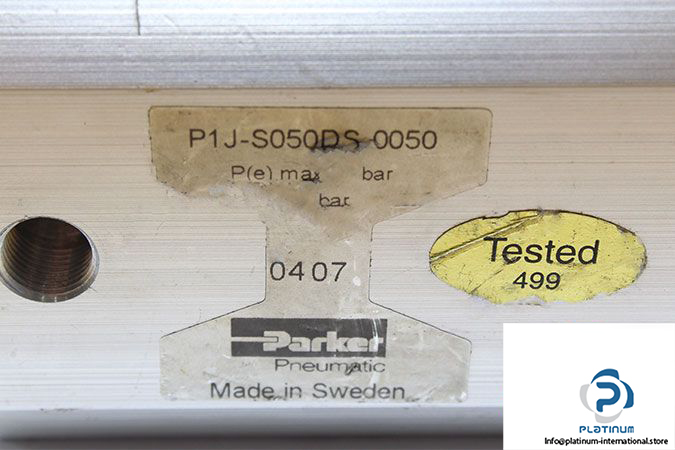 P1J-S050DS-0050
P(e) max bar
bar
0407
Parker
Pneumatic
Made in Sweden
Tested
499
PLATINUM
Info@platinum-international.store